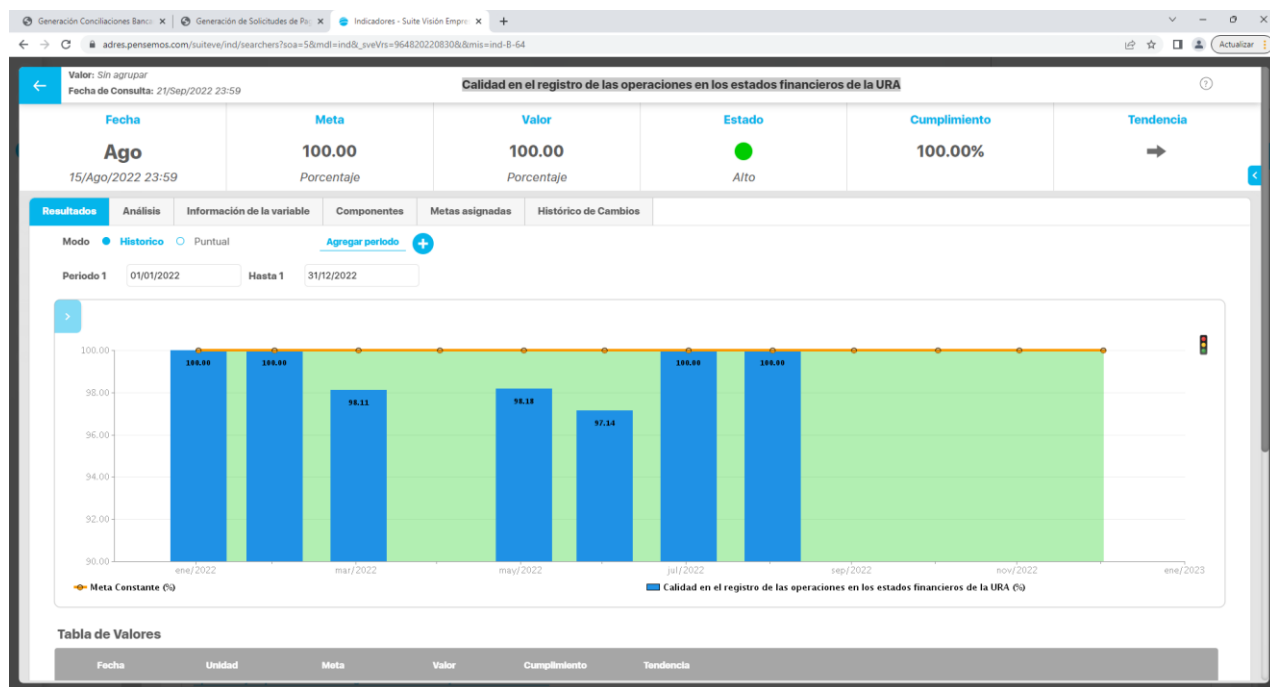 Generación Conciliaciones Banca
Generación de Solicitudes de Pag
Indicadores - Suite Visión Empre
adres.pensemos.com/suiteve/ind/searchers?soa=5&mdl=ind&_sveVrs=964820220830&&mis=ind-B-64
Actualizar
Valor: Sin agrupar
Fecha de Consulta: 21/Sep/2022 23:59
Calidad en el registro de las operaciones en los estados financieros de la URA
Fecha Meta Valor Estado Cumplimiento Tendencia
Ago 100.00 100.00 100.00%
15/Ago/2022 23:59 Porcentaje Porcentaje Alto
Resultados Análisis Información de la variable Componentes Metas asignadas Histórico de Cambios
Modo Historico Puntual Agregar periodo
Periodo 1 01/01/2022 Hasta 1 31/12/2022
100.00
98.00
96.00
94.00
92.00
90.00
100.00 100.00 98.11 98.18 97.14 100.00 100.00
ene/2022 mar/2022 may/2022 jul/2022 sep/2022 nov/2022 ene/2023
Meta Constante (%) Calidad en el registro de las operaciones en los estados financieros de la URA (%)
Tabla de Valores
Fecha Unidad Meta Valor Cumplimiento Tendencia